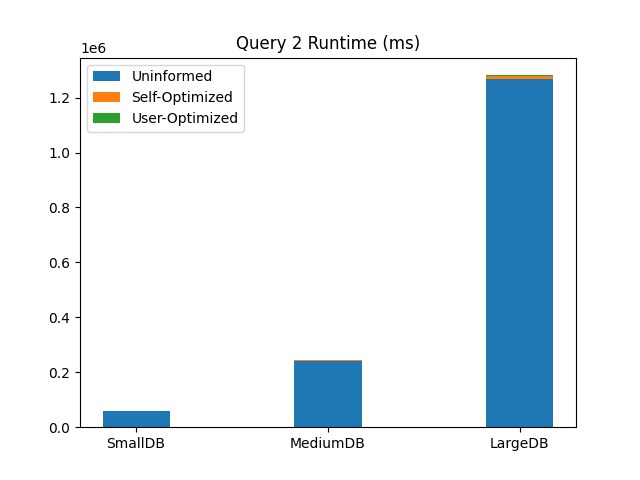 Query 2 Runtime (ms)
1e6
Uninformed
Self-Optimized
User-Optimized
1.2
1.0
0.8
0.6
0.4
0.2
0.0
SmallDB MediumDB LargeDB